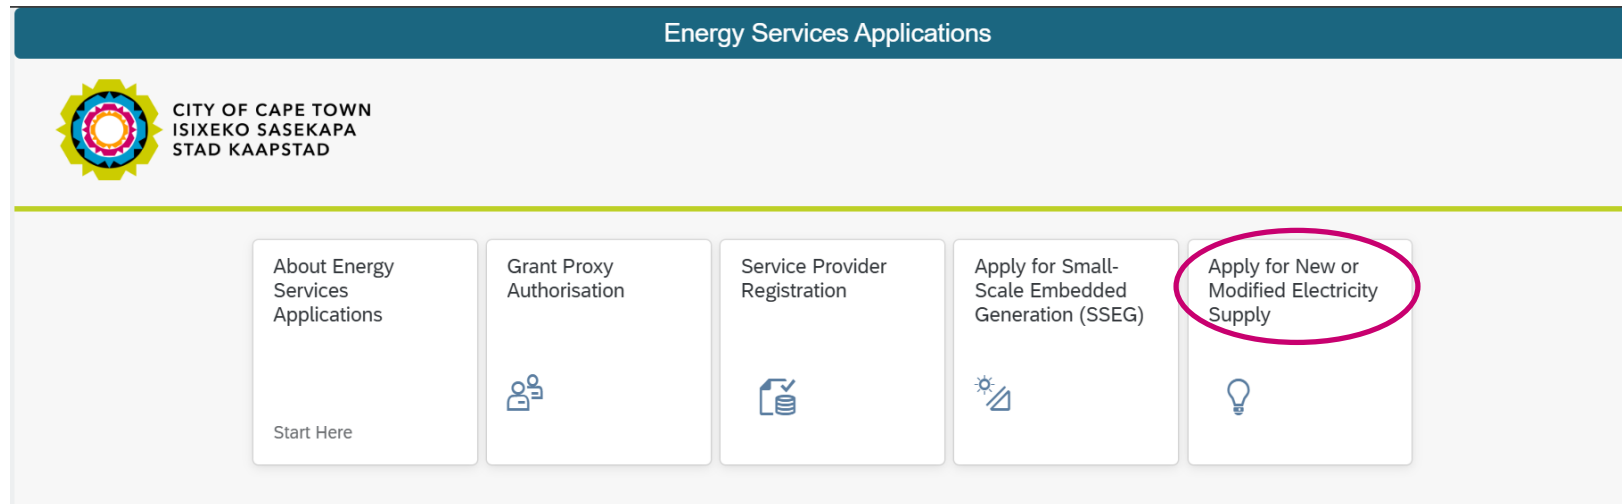 Energy Services Applications
CITY OF CAPE TOWN
ISIXEKO SASEKAPA
STAD KAAPSTAD
About Energy
Services
Applications
Start Here
Grant Proxy
Authorisation
Service Provider
Registration
Apply for Small-
Scale Embedded
Generation (SSEG)
Apply for New or
Modified Electricity
Supply